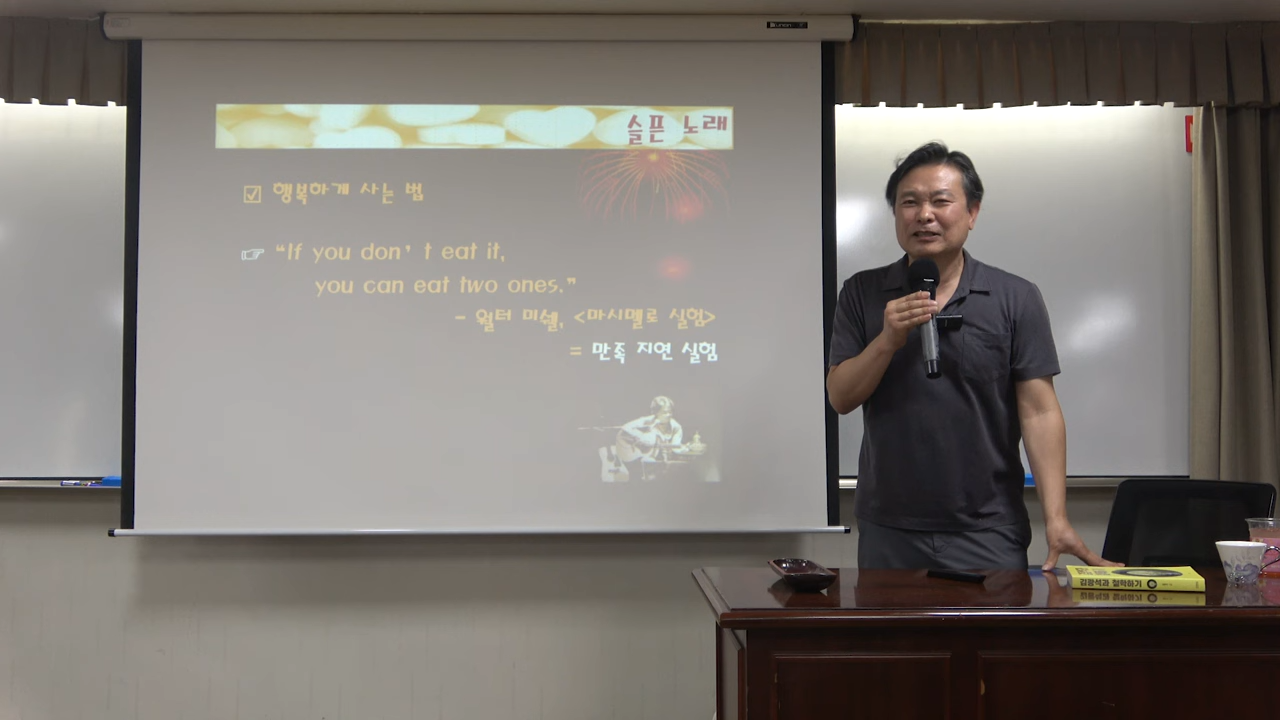 슬픈 노래
☑ 행복하게 사는 법
☞ “If you don’ t eat it,
you can eat two ones.”
- 월터 미쉘, <마시멜로 실험>
= 만족 지연 실험
김광석과 철학하기